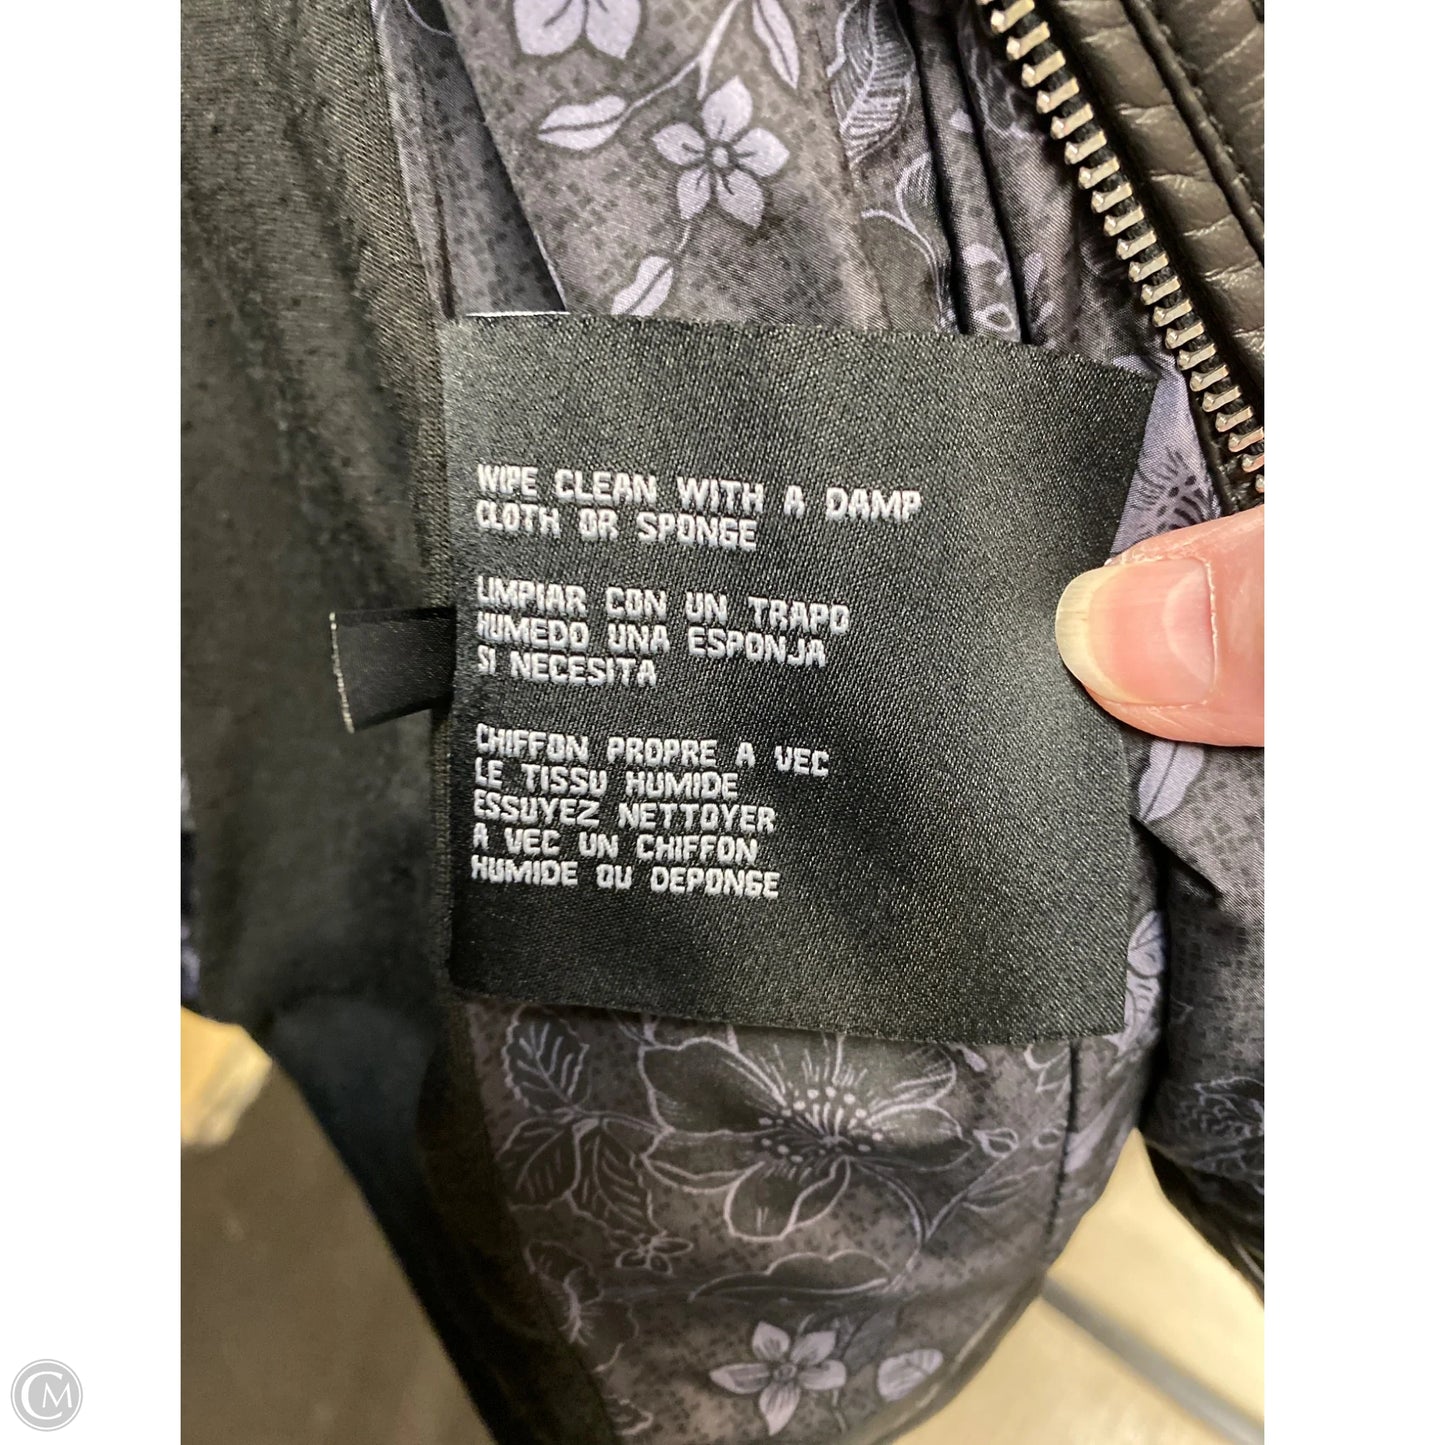 WIPE CLEAN WITH A DAMP
CLOTH OR SPONGE
LIMPIAR CON UN TRAPO
HUMEDO UNA ESPONJA
SI NECESITA
CHIFFON PROPRE A VEC
LE TISSU HUMIDE
ESSUYEZ NETTOYER
A VEC UN CHIFFON
HUMIDE OU DEPONGE
CM